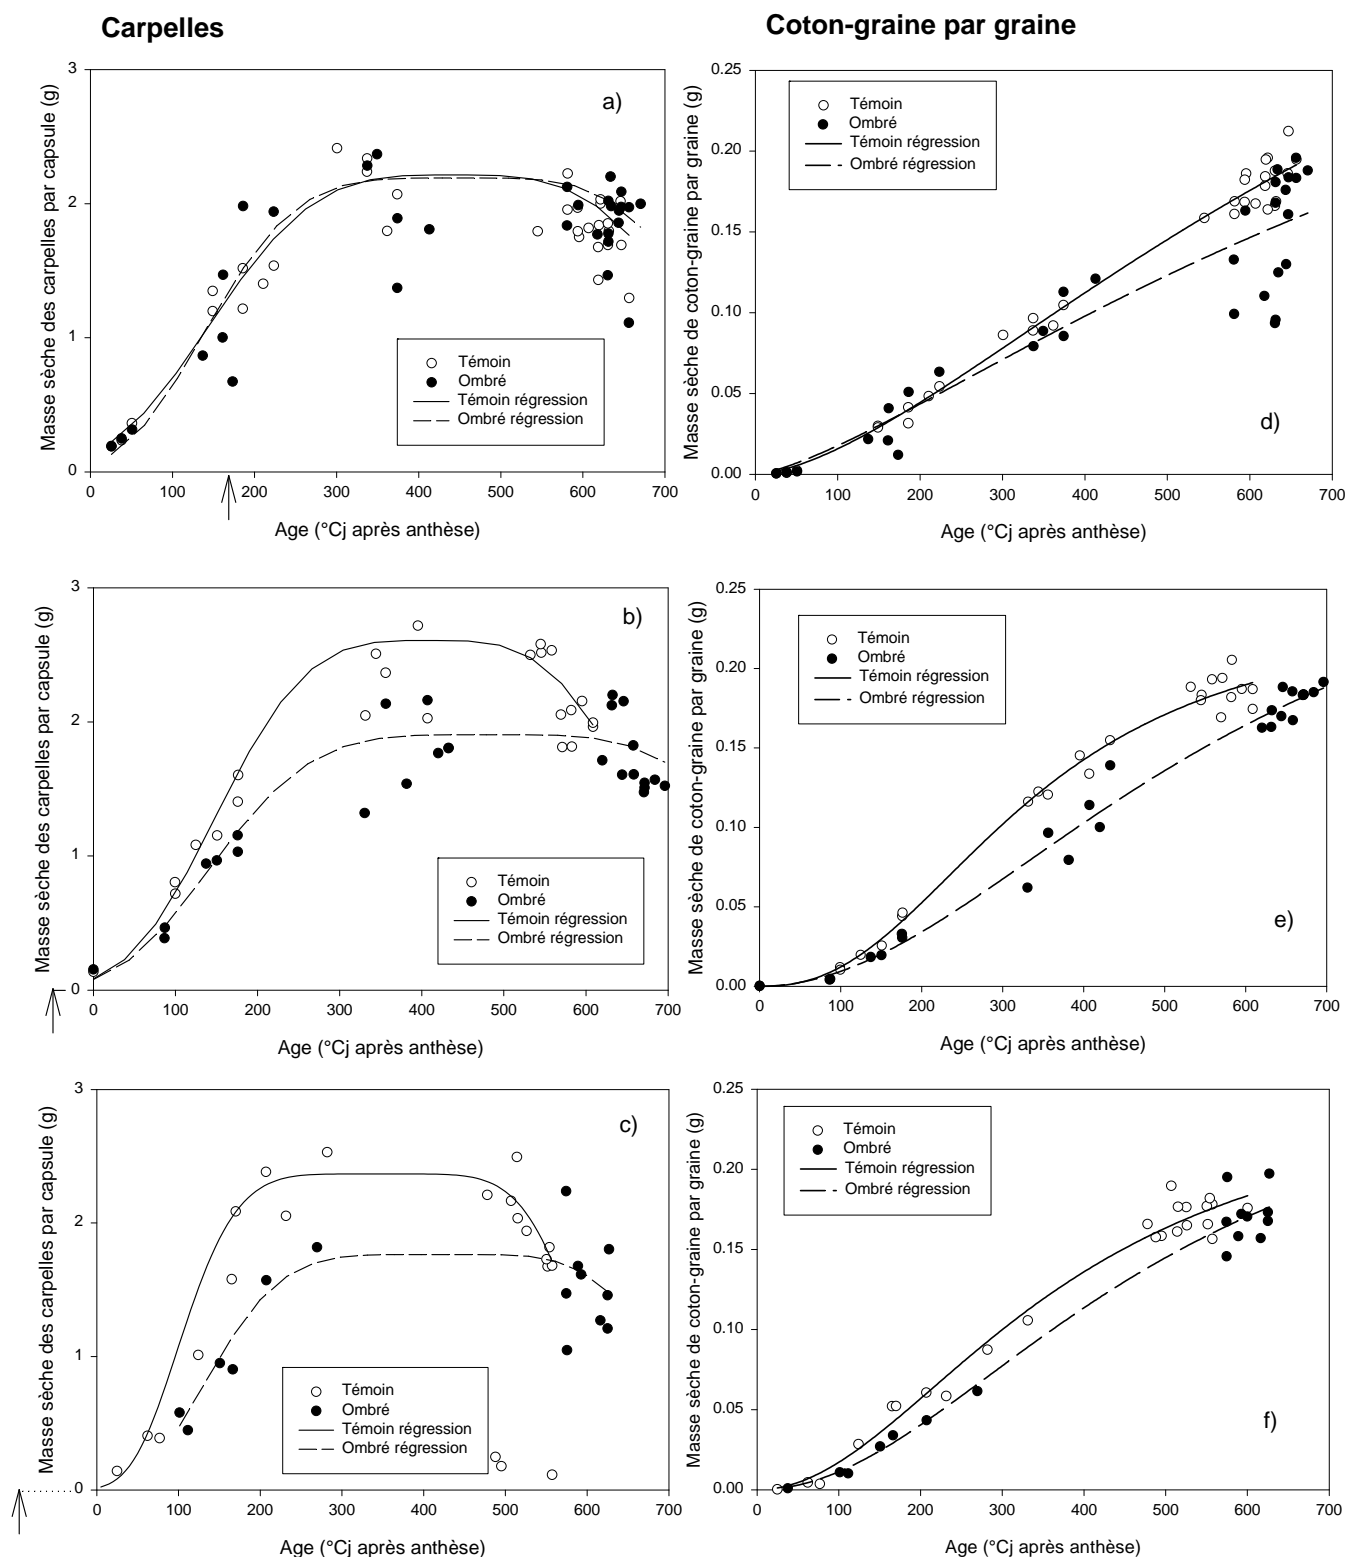 Carpelles
Coton-graine par graine
Masse sèche des carpelles par capsule (g)
3
2
1
0
a)
Témoin
Ombré
Témoin régression
Ombré régression
0 100 200 300 400 500 600 700
Age (°Cj après anthèse)
Masse sèche de coton-graine par graine (g)
0.25
0.20
0.15
0.10
0.05
0.00
Témoin
Ombré
Témoin régression
Ombré régression
d)
0 100 200 300 400 500 600 700
Age (°Cj après anthèse)
Masse sèche des carpelles par capsule (g)
3
2
1
0
b)
Témoin
Ombré
Témoin régression
Ombré régression
0 100 200 300 400 500 600 700
Age (°Cj après anthèse)
Masse sèche de coton-graine par graine (g)
0.25
0.20
0.15
0.10
0.05
0.00
Témoin
Ombré
Témoin régression
Ombré régression
e)
0 100 200 300 400 500 600 700
Age (°Cj après anthèse)
Masse sèche des carpelles par capsule (g)
3
2
1
0
c)
Témoin
Ombré
Témoin régression
Ombré régression
0 100 200 300 400 500 600 700
Age (°Cj après anthèse)
Masse sèche de coton-graine par graine (g)
0.25
0.20
0.15
0.10
0.05
0.00
Témoin
Ombré
Témoin régression
Ombré régression
f)
0 100 200 300 400 500 600 700
Age (°Cj après anthèse)